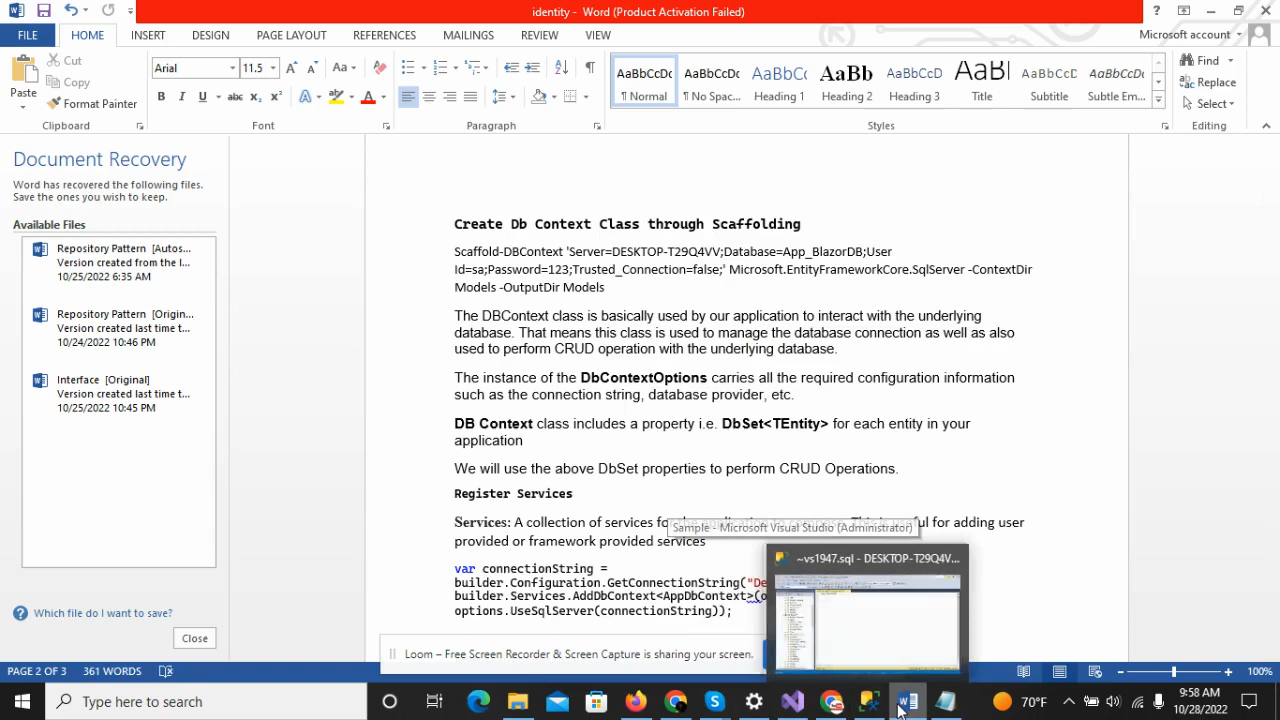 identity - Word (Product Activation Failed)
FILE HOME INSERT DESIGN PAGE LAYOUT REFERENCES MAILINGS REVIEW VIEW
Microsoft account
Paste
Cut
Copy
Format Painter
Clipboard
Arial 11.5
Font
Paragraph
AaBbCcDc AaBbCcDc AaBbC AaBb AaBbCcD AaBl AaBbCcD AaBbCcDc
¶ Normal ¶ No Spac... Heading 1 Heading 2 Heading 3 Title Subtitle Subtle Em...
Styles
Find
Replace
Select
Editing
Document Recovery
Word has recovered the following files.
Save the ones you wish to keep.
Available Files
Repository Pattern [Autos...
Version created from the l...
10/25/2022 6:35 AM
Repository Pattern [Origin...
Version created last time t...
10/24/2022 10:46 PM
Interface [Original]
Version created last time t...
10/25/2022 10:45 PM
Which file do I want to save?
Close
Create Db Context Class through Scaffolding
Scaffold-DBContext 'Server=DESKTOP-T29Q4VV;Database=App_BlazorDB;User
Id=sa;Password=123;Trusted_Connection=false;' Microsoft.EntityFrameworkCore.SqlServer -ContextDir
Models -OutputDir Models
The DBContext class is basically used by our application to interact with the underlying
database. That means this class is used to manage the database connection as well as also
used to perform CRUD operation with the underlying database.
The instance of the DbContextOptions carries all the required configuration information
such as the connection string, database provider, etc.
DB Context class includes a property i.e. DbSet<TEntity> for each entity in your
application
We will use the above DbSet properties to perform CRUD Operations.
Register Services
Services: A collection of services fo
ul for adding user
provided or framework provided services
Sample - Microsoft Visual Studio (Administrator)
var connectionString =
builder.Configuration.GetConnectionString("De
builder.Services.AddDbContext<AppDbContext>(o
options.UseSqlServer(connectionString));
~vs1947.sql - DESKTOP-T29Q4V...
Loom – Free Screen Recorder & Screen Capture is sharing your screen.
PAGE 2 OF 3 361 WORDS
100%
Type here to search
70°F
9:58 AM
10/28/2022